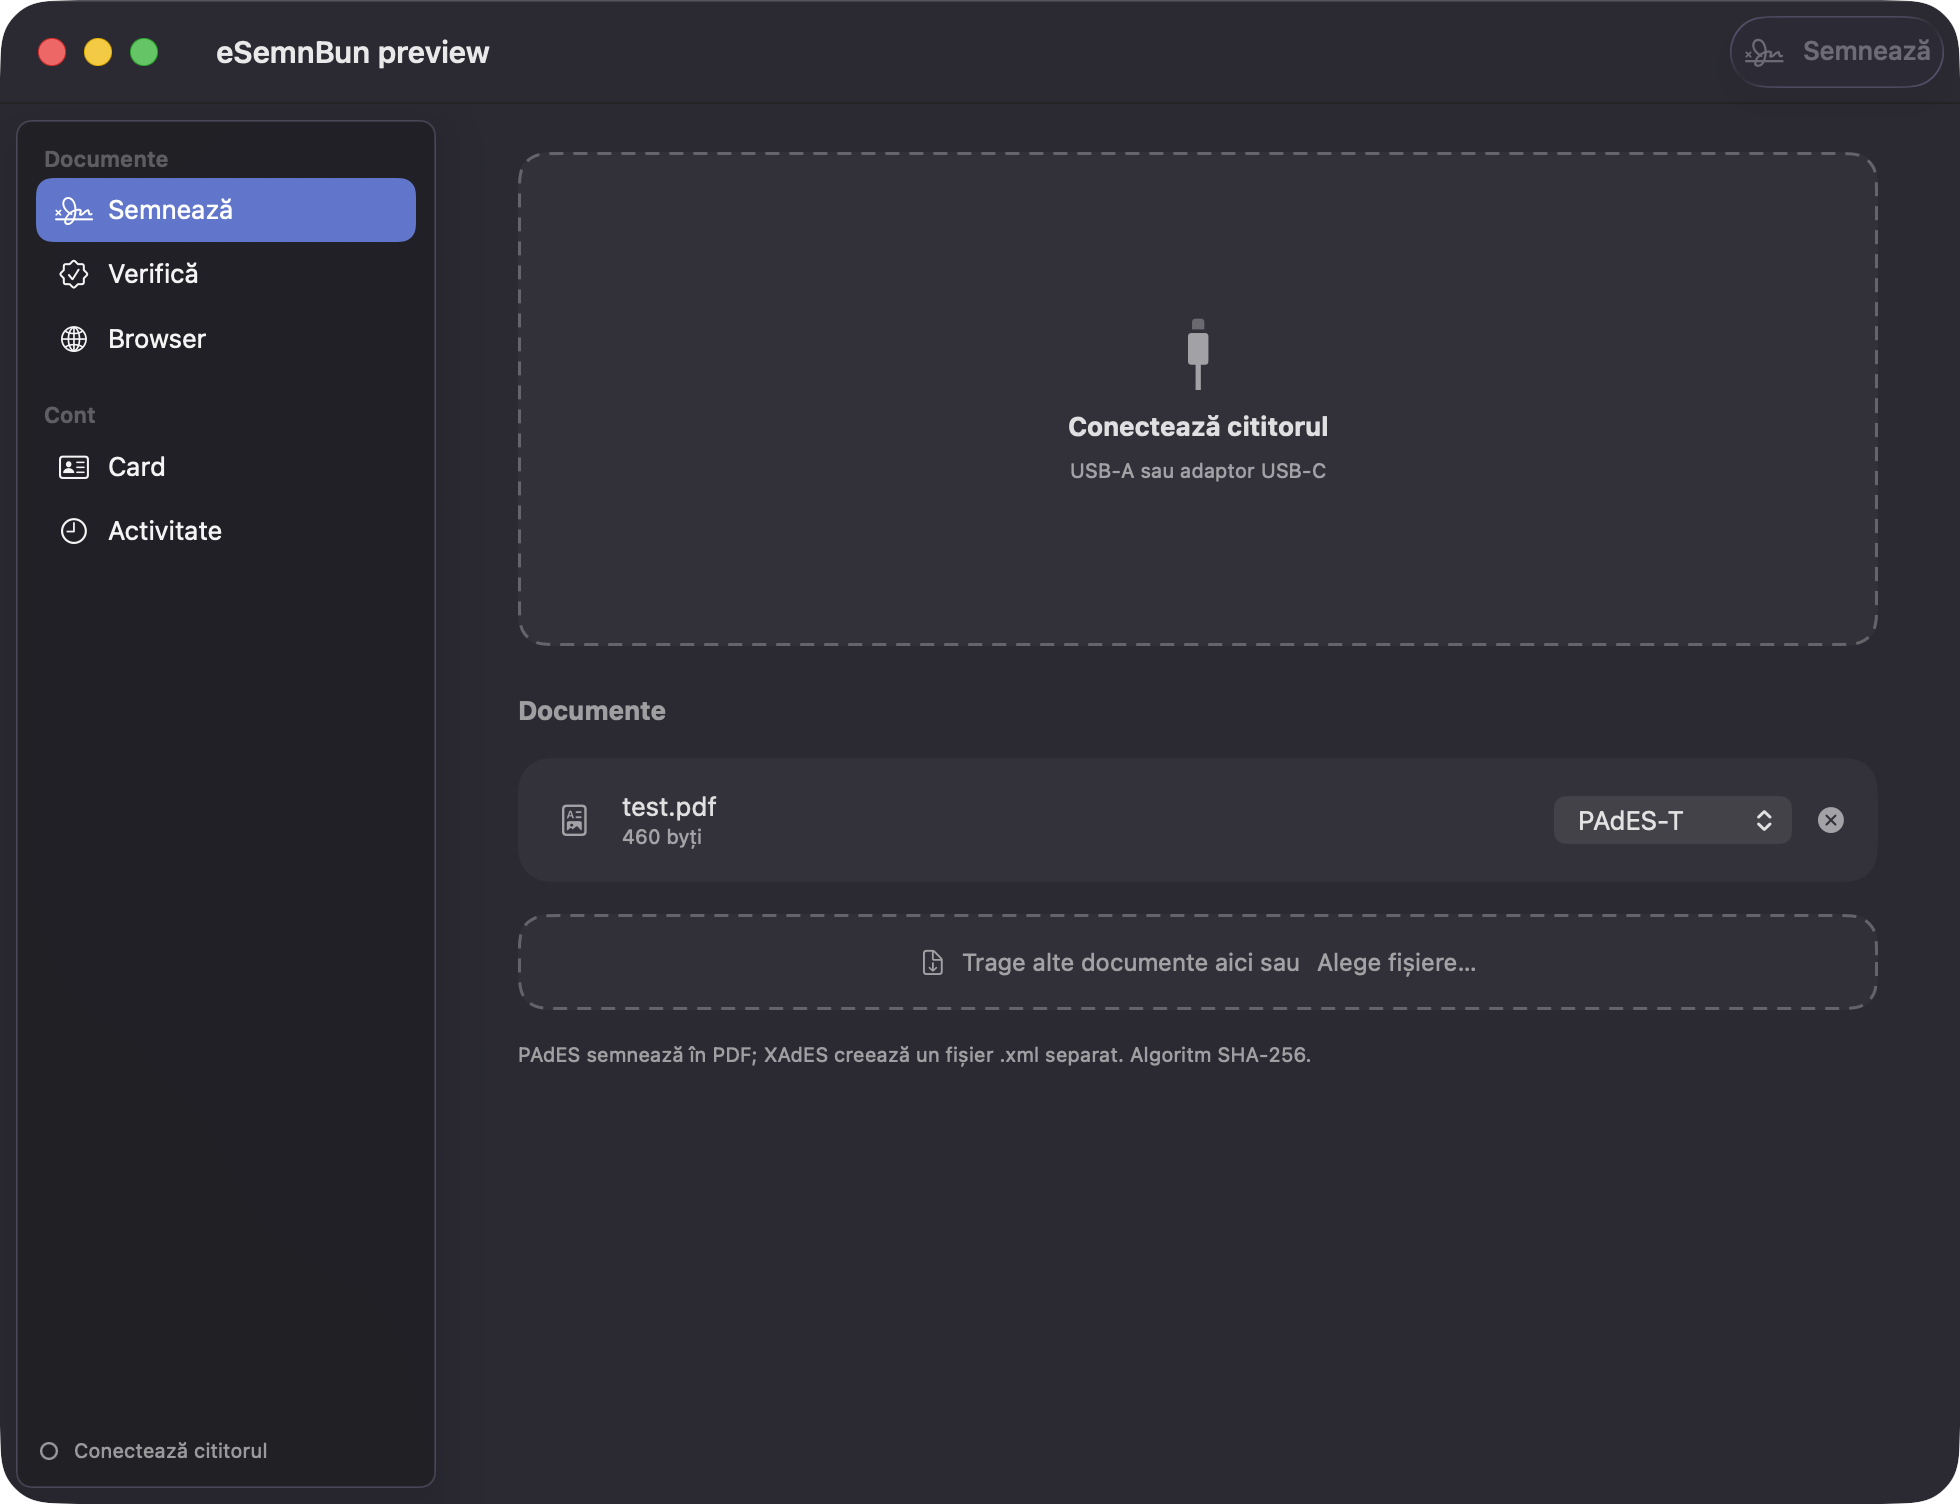 eSemnBun preview
Semnează
Documente
Semnează
Verifică
Browser
Cont
Card
Activitate
Conectează cititorul
Conectează cititorul
USB-A sau adaptor USB-C
Documente
test.pdf
460 byți
PAdES-T
Trage alte documente aici sau Alege fișiere...
PAdES semnează în PDF; XAdES creează un fișier .xml separat. Algoritm SHA-256.